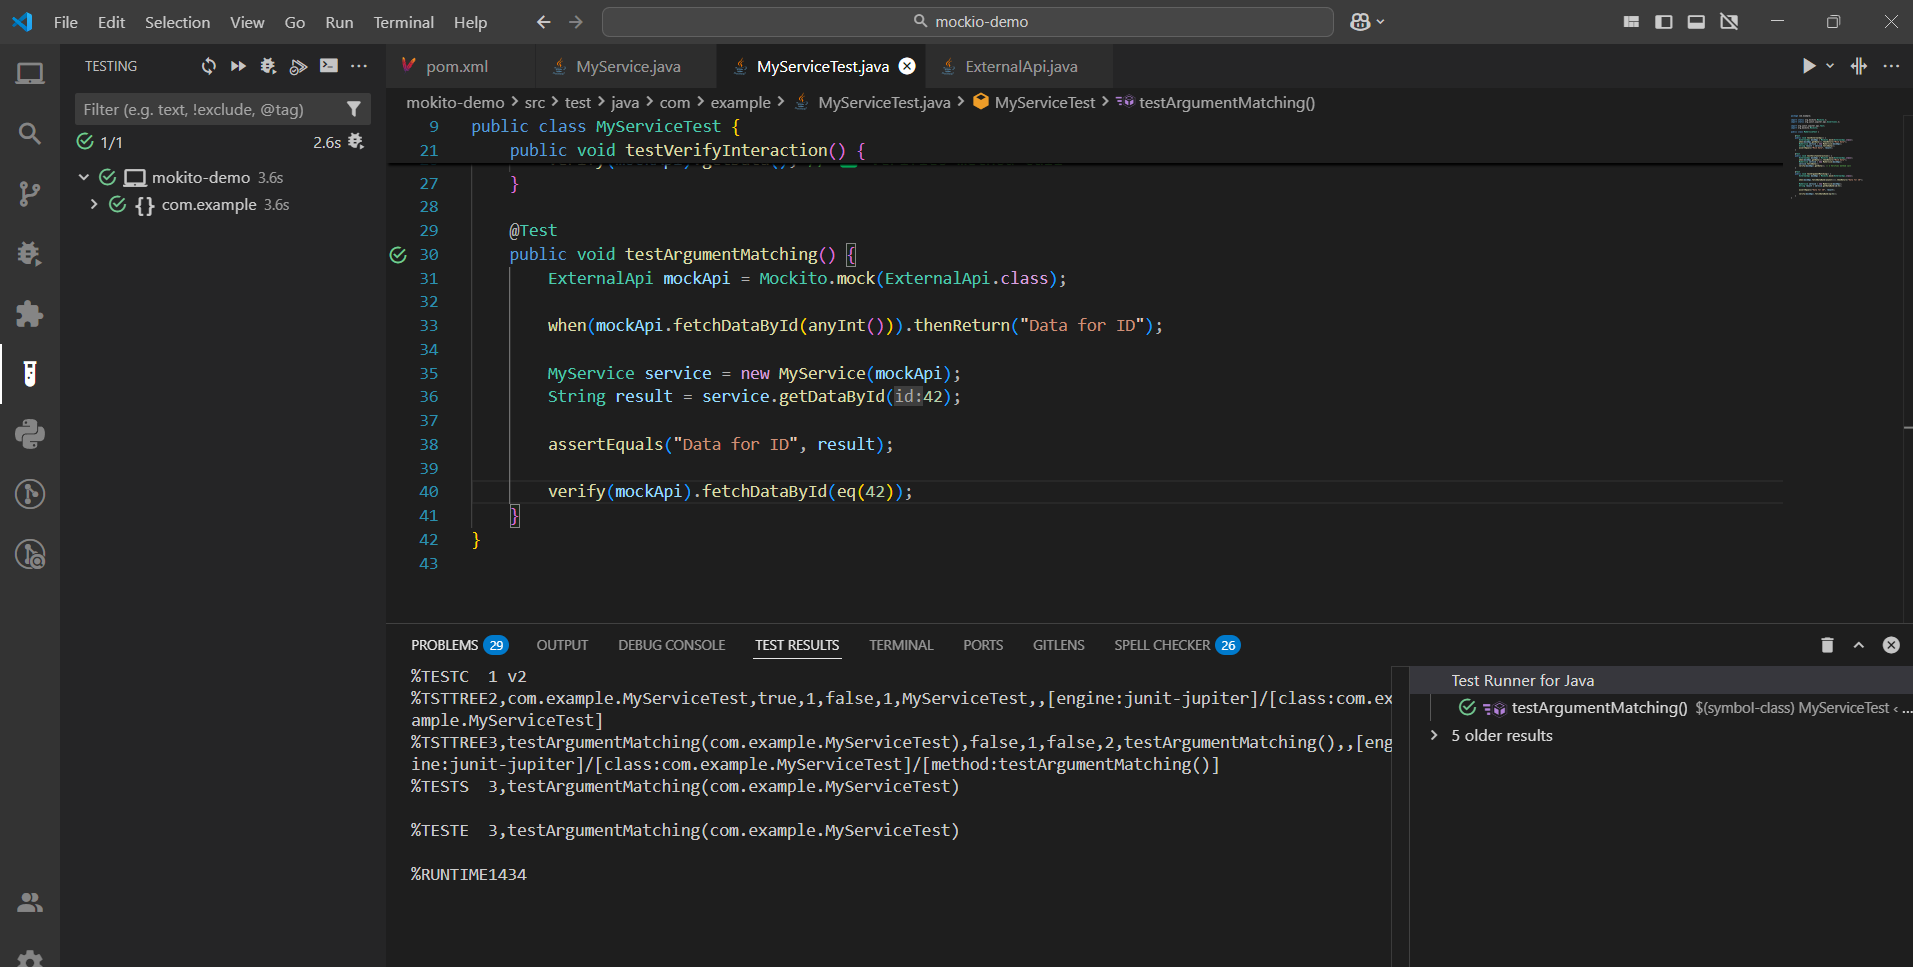 File Edit Selection View Go Run Terminal Help
mockio-demo
TESTING
Filter (e.g. text, !exclude, @tag)
1/1 2.6s
mokito-demo 3.6s
{} com.example 3.6s
pom.xml MyService.java MyServiceTest.java ExternalApi.java
mokito-demo > src > test > java > com > example > MyServiceTest.java > MyServiceTest > testArgumentMatching()
9 public class MyServiceTest {
21 public void testVerifyInteraction() {
27 }
28
29 @Test
30 public void testArgumentMatching() {
31 ExternalApi mockApi = Mockito.mock(ExternalApi.class);
32
33 when(mockApi.fetchDataById(anyInt())).thenReturn("Data for ID");
34
35 MyService service = new MyService(mockApi);
36 String result = service.getDataById(id:42);
37
38 assertEquals("Data for ID", result);
39
40 verify(mockApi).fetchDataById(eq(42));
41 }
42 }
43
PROBLEMS 29 OUTPUT DEBUG CONSOLE TEST RESULTS TERMINAL PORTS GITLENS SPELL CHECKER 26
%TESTC 1 v2
%TSTTREE2,com.example.MyServiceTest,true,1,false,1,MyServiceTest,,[engine:junit-jupiter]/[class:com.ex
ample.MyServiceTest]
%TSTTREE3,testArgumentMatching(com.example.MyServiceTest),false,1,false,2,testArgumentMatching(),,[eng
ine:junit-jupiter]/[class:com.example.MyServiceTest]/[method:testArgumentMatching()]
%TESTS 3,testArgumentMatching(com.example.MyServiceTest)
%TESTE 3,testArgumentMatching(com.example.MyServiceTest)
%RUNTIME1434
Test Runner for Java
testArgumentMatching() $(symbol-class) MyServiceTest < ...
5 older results